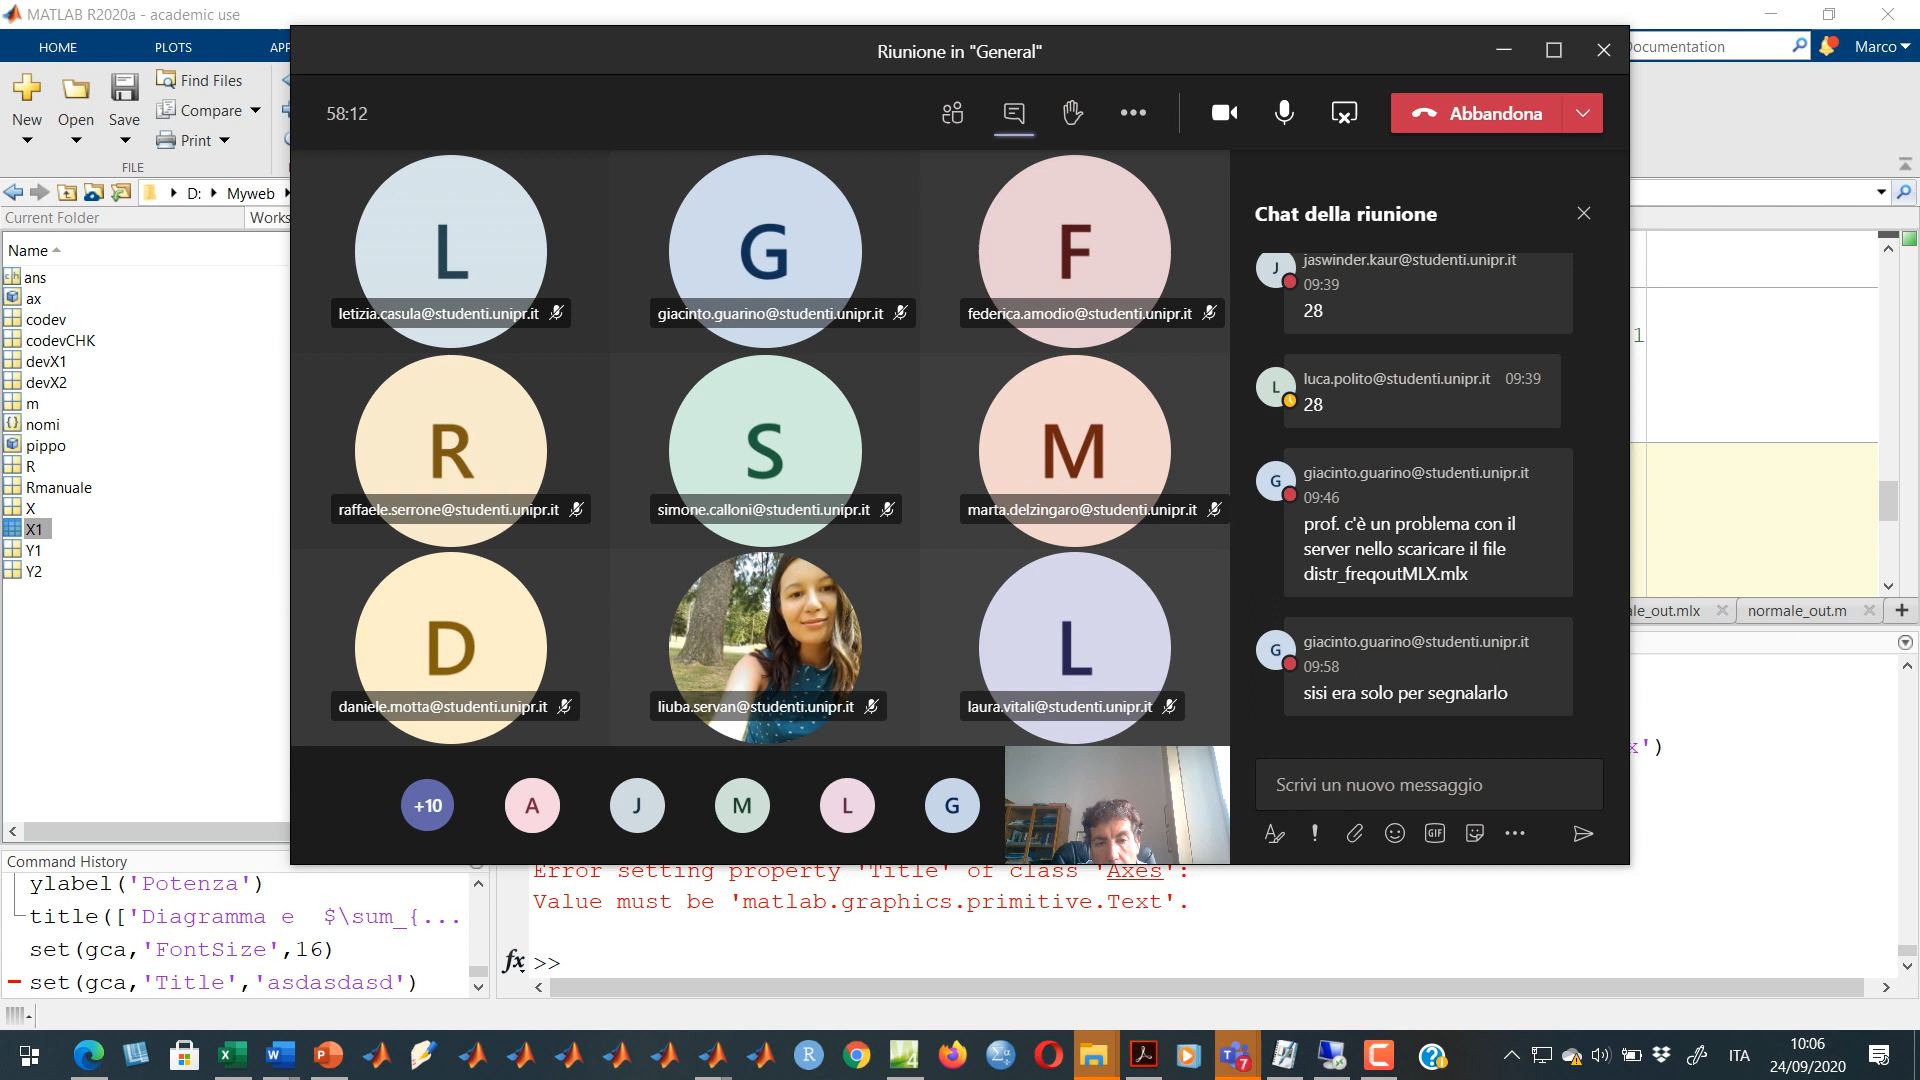 MATLAB R2020a - academic use
HOME
PLOTS
APP
Riunione in "General"
Documentation
Marco
New
Open
Save
Find Files
Compare
Print
FILE
58:12
Abbandona
D:
Myweb
Current Folder
Works
Name
ans
ax
codev
codevCHK
devX1
devX2
m
nomi
pippo
R
Rmanuale
X
X1
Y1
Y2
L
letizia.casula@studenti.unipr.it
G
giacinto.guarino@studenti.unipr.it
F
federica.amodio@studenti.unipr.it
R
raffaele.serrone@studenti.unipr.it
S
simone.calloni@studenti.unipr.it
M
marta.delzingaro@studenti.unipr.it
D
daniele.motta@studenti.unipr.it
liuba.servan@studenti.unipr.it
L
laura.vitali@studenti.unipr.it
+10
A
J
M
L
G
Chat della riunione
J
jaswinder.kaur@studenti.unipr.it
09:39
28
L
luca.polito@studenti.unipr.it 09:39
28
G
giacinto.guarino@studenti.unipr.it
09:46
prof. c'è un problema con il
server nello scaricare il file
distr_freqoutMLX.mlx
G
giacinto.guarino@studenti.unipr.it
09:58
sisi era solo per segnalarlo
Scrivi un nuovo messaggio
GIF
1
ale_out.mlx
normale_out.m
x')
Command History
ylabel('Potenza')
title(['Diagramma e $\sum_{...
set(gca,'FontSize',16)
set(gca,'Title','asdasdasd')
Error setting property 'Title' of class 'Axes':
Value must be 'matlab.graphics.primitive.Text'.
fx >>
ITA
10:06
24/09/2020